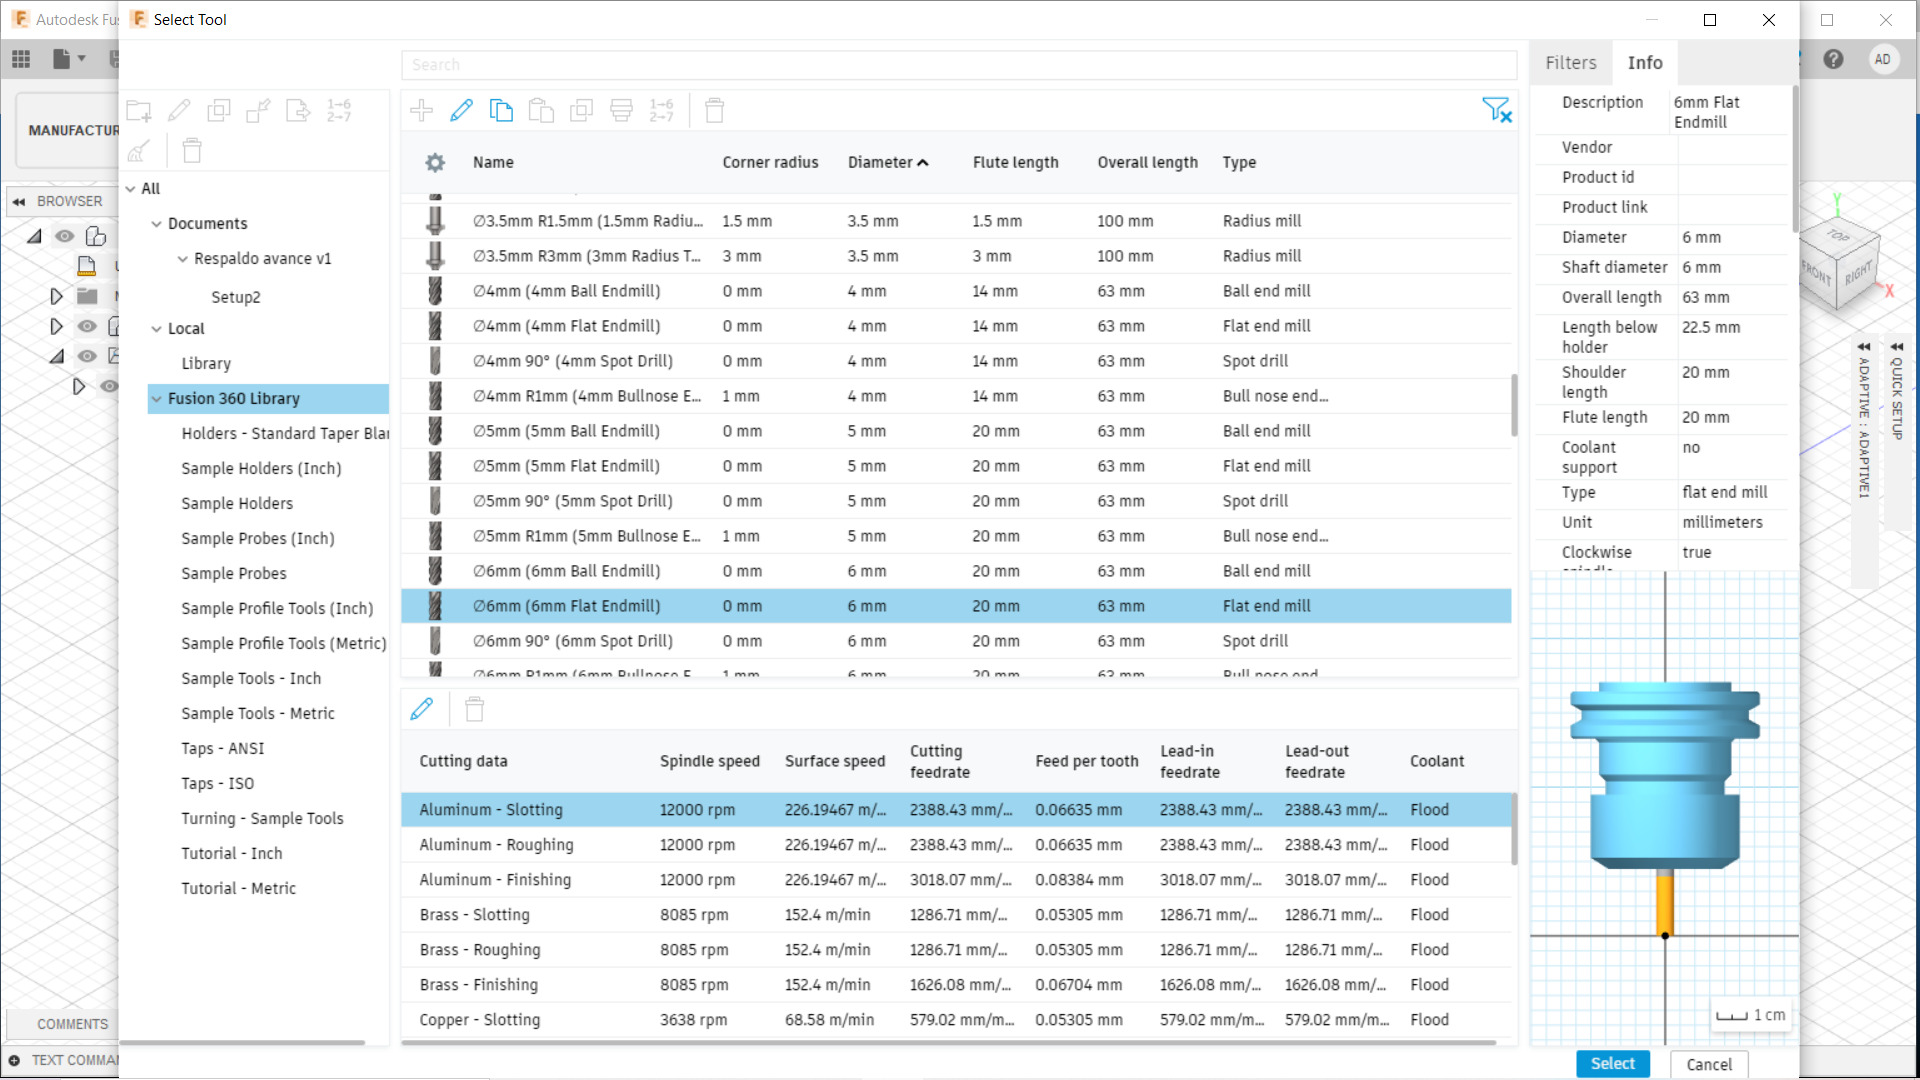 Autodesk Fus
Select Tool
AD
MANUFACTUR
BROWSER
COMMENTS
TEXT COMMA
Search
1→6
2→7
1→6
2→7
All
Documents
Respaldo avance v1
Setup2
Local
Library
Fusion 360 Library
Holders - Standard Taper Blan
Sample Holders (Inch)
Sample Holders
Sample Probes (Inch)
Sample Probes
Sample Profile Tools (Inch)
Sample Profile Tools (Metric)
Sample Tools - Inch
Sample Tools - Metric
Taps - ANSI
Taps - ISO
Turning - Sample Tools
Tutorial - Inch
Tutorial - Metric
Name Corner radius Diameter Flute length Overall length Type
∅3.5mm R1.5mm (1.5mm Radiu... 1.5 mm 3.5 mm 1.5 mm 100 mm Radius mill
∅3.5mm R3mm (3mm Radius T... 3 mm 3.5 mm 3 mm 100 mm Radius mill
∅4mm (4mm Ball Endmill) 0 mm 4 mm 14 mm 63 mm Ball end mill
∅4mm (4mm Flat Endmill) 0 mm 4 mm 14 mm 63 mm Flat end mill
∅4mm 90° (4mm Spot Drill) 0 mm 4 mm 14 mm 63 mm Spot drill
∅4mm R1mm (4mm Bullnose E... 1 mm 4 mm 14 mm 63 mm Bull nose end...
∅5mm (5mm Ball Endmill) 0 mm 5 mm 20 mm 63 mm Ball end mill
∅5mm (5mm Flat Endmill) 0 mm 5 mm 20 mm 63 mm Flat end mill
∅5mm 90° (5mm Spot Drill) 0 mm 5 mm 20 mm 63 mm Spot drill
∅5mm R1mm (5mm Bullnose E... 1 mm 5 mm 20 mm 63 mm Bull nose end...
∅6mm (6mm Ball Endmill) 0 mm 6 mm 20 mm 63 mm Ball end mill
∅6mm (6mm Flat Endmill) 0 mm 6 mm 20 mm 63 mm Flat end mill
∅6mm 90° (6mm Spot Drill) 0 mm 6 mm 20 mm 63 mm Spot drill
∅6mm R1mm (6mm Bullnose E 1 mm 6 mm 20 mm 63 mm Bull nose end
Cutting data Spindle speed Surface speed Cutting feedrate Feed per tooth Lead-in feedrate Lead-out feedrate Coolant
Aluminum - Slotting 12000 rpm 226.19467 m/... 2388.43 mm/... 0.06635 mm 2388.43 mm/... 2388.43 mm/... Flood
Aluminum - Roughing 12000 rpm 226.19467 m/... 2388.43 mm/... 0.06635 mm 2388.43 mm/... 2388.43 mm/... Flood
Aluminum - Finishing 12000 rpm 226.19467 m/... 3018.07 mm/... 0.08384 mm 3018.07 mm/... 3018.07 mm/... Flood
Brass - Slotting 8085 rpm 152.4 m/min 1286.71 mm/... 0.05305 mm 1286.71 mm/... 1286.71 mm/... Flood
Brass - Roughing 8085 rpm 152.4 m/min 1286.71 mm/... 0.05305 mm 1286.71 mm/... 1286.71 mm/... Flood
Brass - Finishing 8085 rpm 152.4 m/min 1626.08 mm/... 0.06704 mm 1626.08 mm/... 1626.08 mm/... Flood
Copper - Slotting 3638 rpm 68.58 m/min 579.02 mm/m... 0.05305 mm 579.02 mm/... 579.02 mm/... Flood
Filters Info
Description 6mm Flat
Endmill
Vendor
Product id
Product link
Diameter 6 mm
Shaft diameter 6 mm
Overall length 63 mm
Length below 22.5 mm
holder
Shoulder 20 mm
length
Flute length 20 mm
Coolant no
support
Type flat end mill
Unit millimeters
Clockwise true
spindle
1 cm
Select Cancel
Y
TOP
FRONT RIGHT
X
ADAPTIVE : ADAPTIVE1
QUICK SETUP